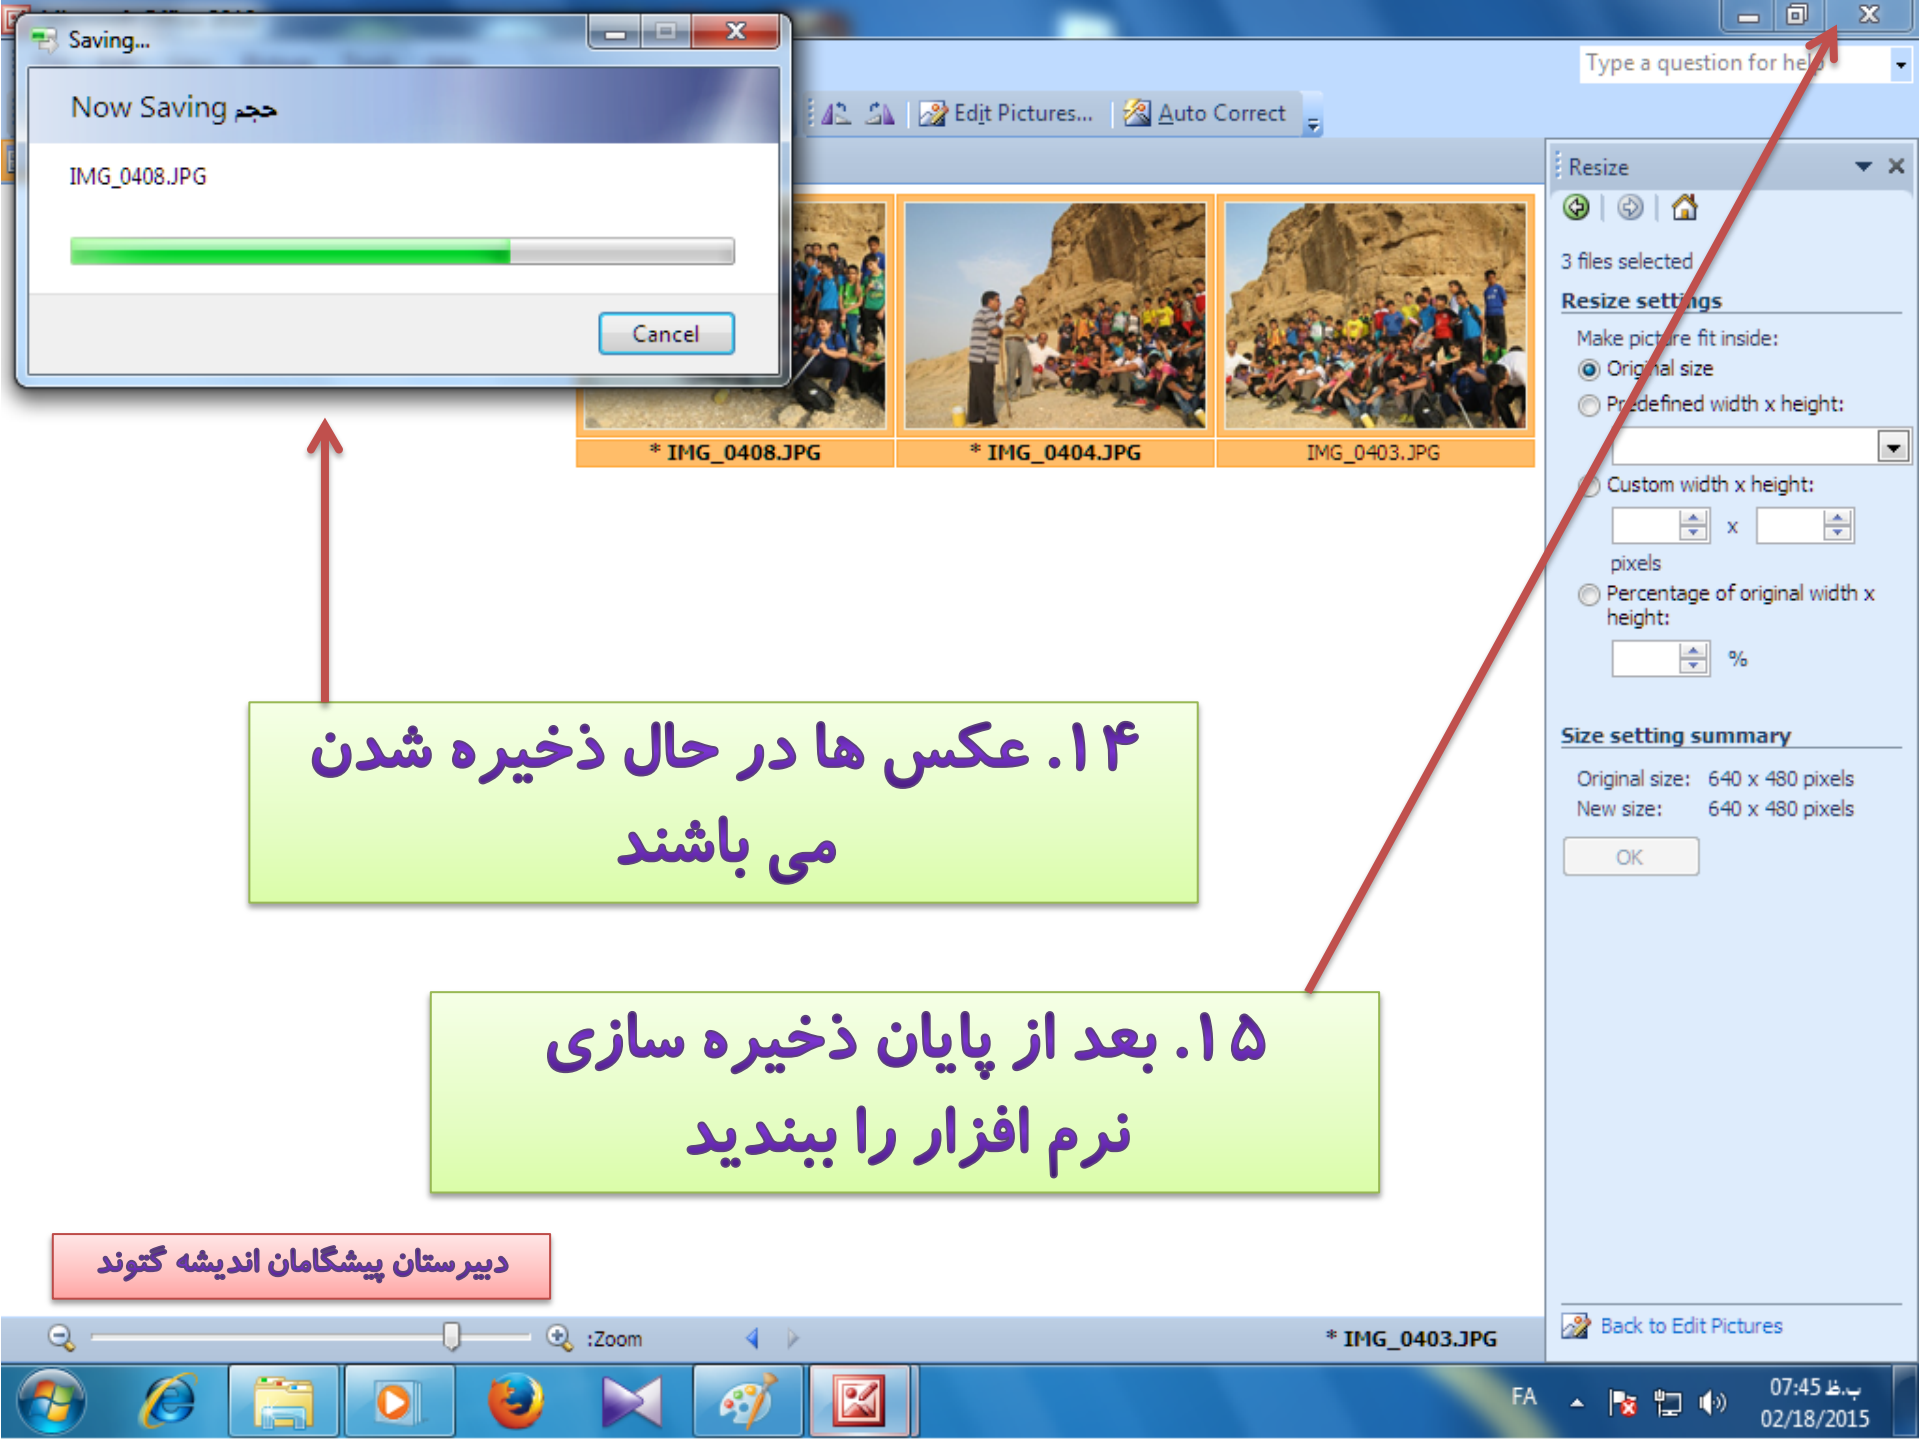 Saving...
Now Saving حجم
IMG_0408.JPG
Cancel
Type a question for help
Edit Pictures...
Auto Correct
Resize
3 files selected
Resize settings
Make picture fit inside:
Original size
Predefined width x height:
Custom width x height:
x
pixels
Percentage of original width x
height:
%
Size setting summary
Original size: 640 x 480 pixels
New size: 640 x 480 pixels
OK
Back to Edit Pictures
* IMG_0408.JPG
* IMG_0404.JPG
IMG_0403.JPG
۱۴. عکس ها در حال ذخیره شدن
می باشند
۱۵. بعد از پایان ذخیره سازی
نرم افزار را ببندید
دبیرستان پیشگامان اندیشه گتوند
:Zoom
* IMG_0403.JPG
FA
07:45 ب.ظ
02/18/2015